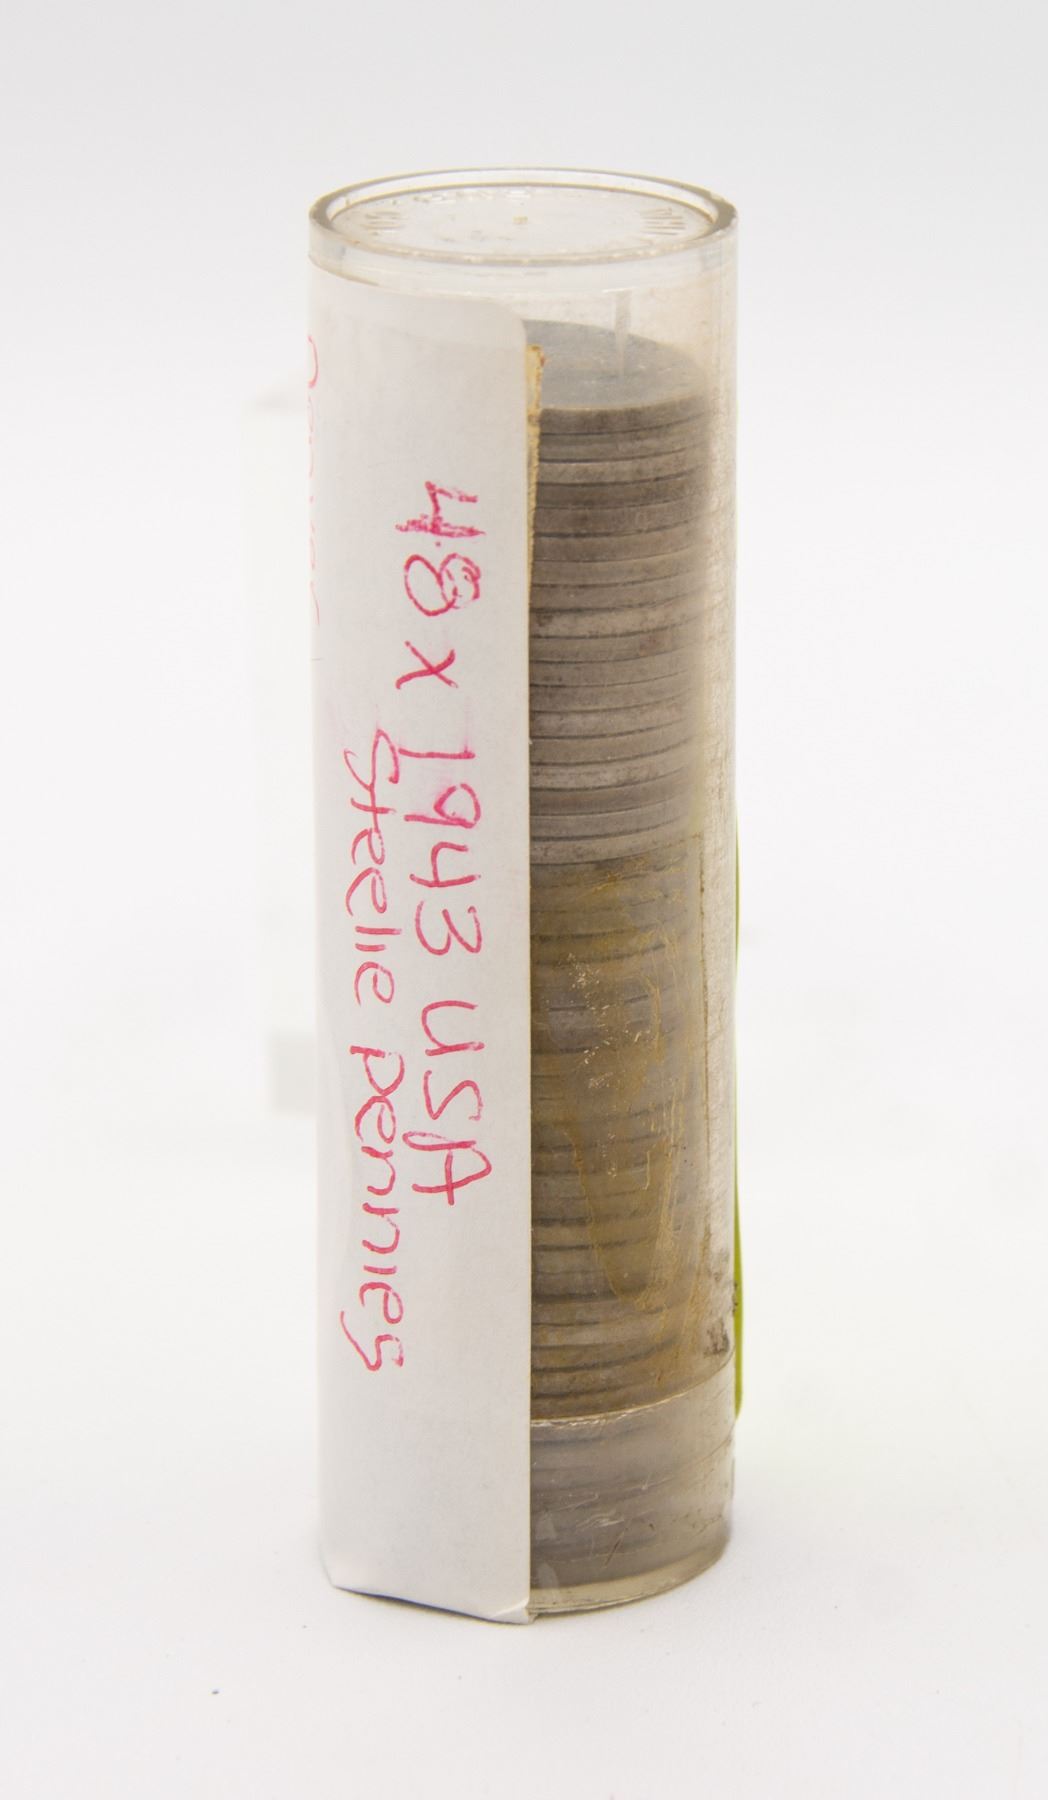 48 x 1943 USA
Steelie pennies